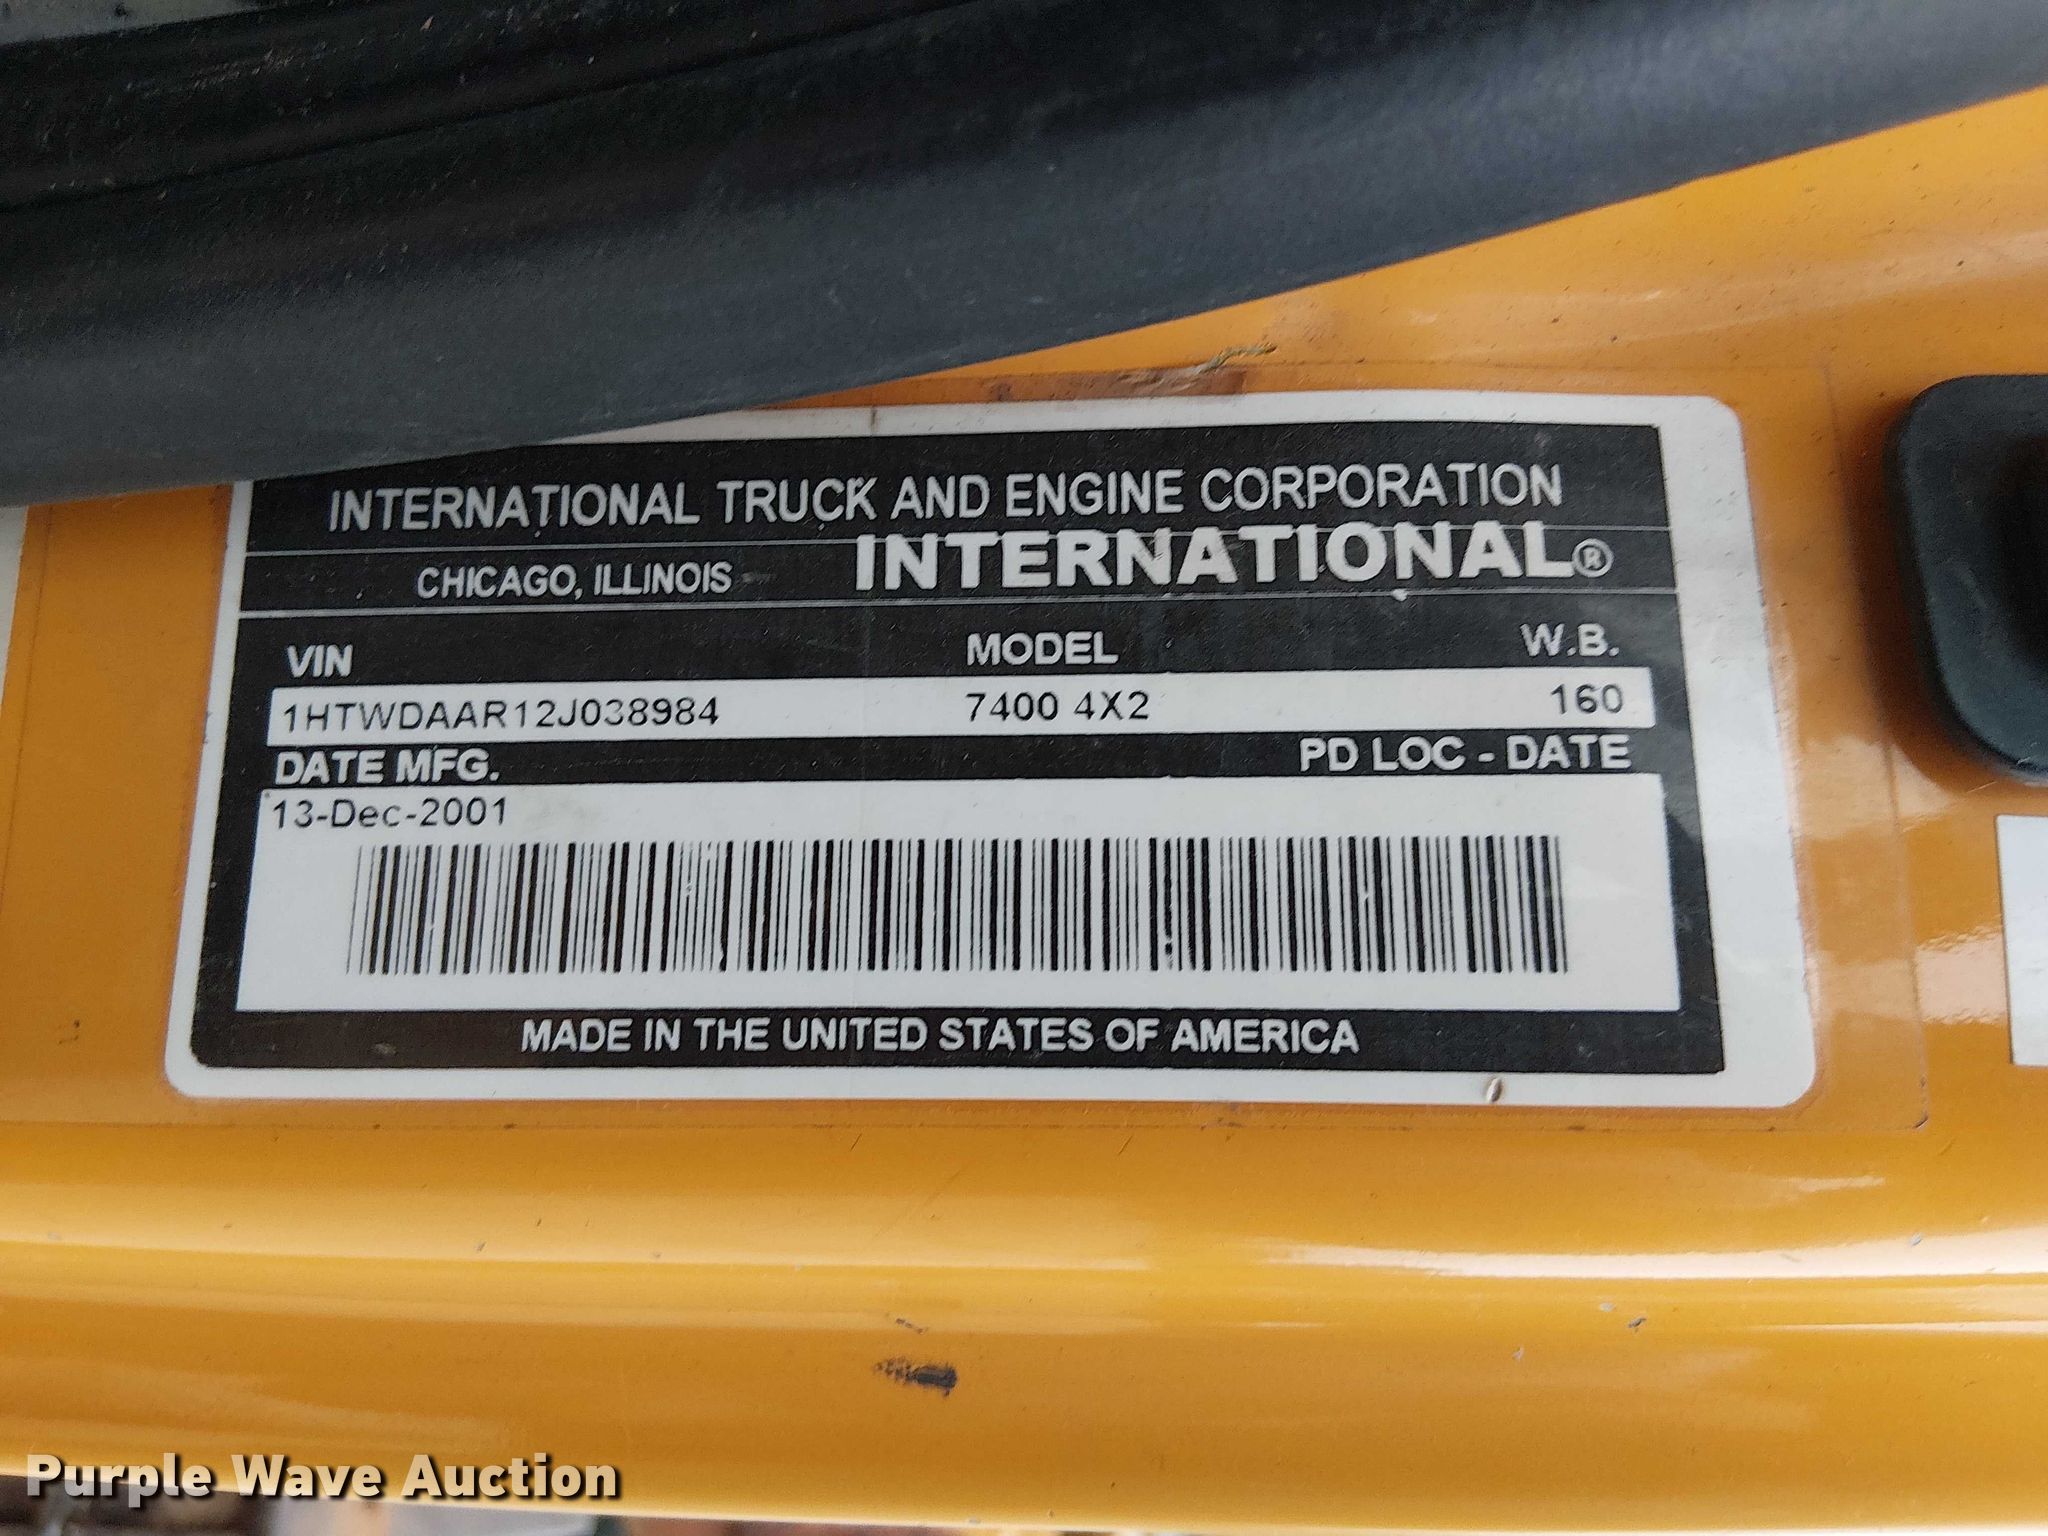 INTERNATIONAL TRUCK AND ENGINE CORPORATION
CHICAGO, ILLINOIS INTERNATIONAL®
VIN MODEL W.B.
1HTWDAAR12J038984 7400 4X2 160
DATE MFG. PD LOC - DATE
13-Dec-2001
MADE IN THE UNITED STATES OF AMERICA
Purple Wave Auction